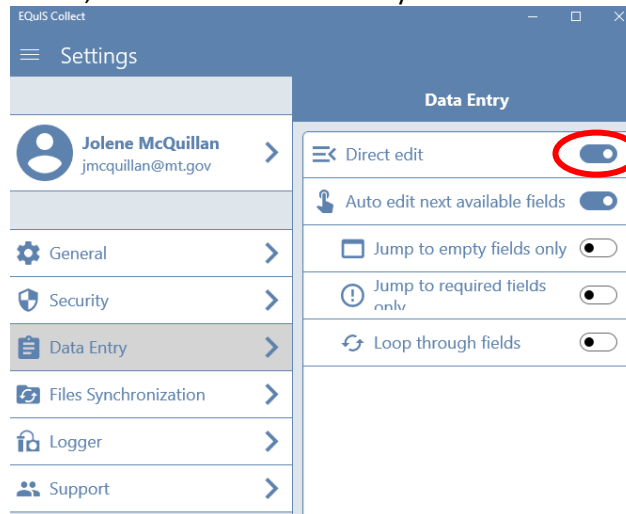 EQuIS Collect
Settings
Data Entry
Jolene McQuillan
jmcquillan@mt.gov
Direct edit
Auto edit next available fields
General
Jump to empty fields only
Security
Jump to required fields
only
Data Entry
Loop through fields
Files Synchronization
Logger
Support